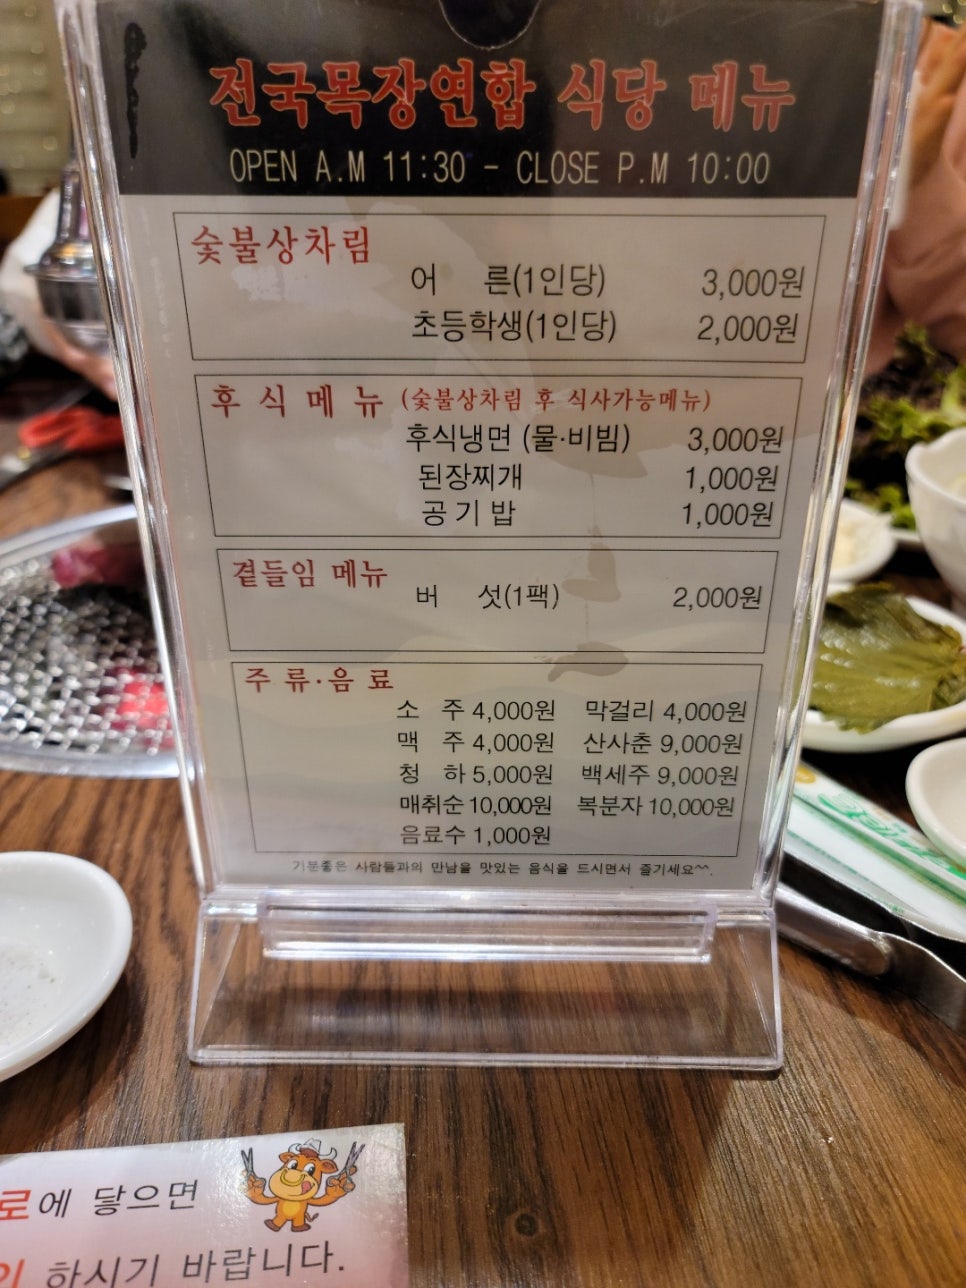 전국목장연합 식당 메뉴
OPEN A.M 11:30 - CLOSE P.M 10:00
숯불상차림
어 른(1인당) 3,000원
초등학생(1인당) 2,000원
후식메뉴 (숯불상차림 후 식사가능메뉴)
후식냉면 (물·비빔) 3,000원
된장찌개 1,000원
공기밥 1,000원
곁들임 메뉴
버 섯(1팩) 2,000원
주류·음료
소 주 4,000원 막걸리 4,000원
맥 주 4,000원 산사춘 9,000원
청 하 5,000원 백세주 9,000원
매취순 10,000원 복분자 10,000원
음료수 1,000원
기분좋은 사람들과의 만남을 맛있는 음식을 드시면서 즐기세요^^.
로에 닿으면
하시기 바랍니다.